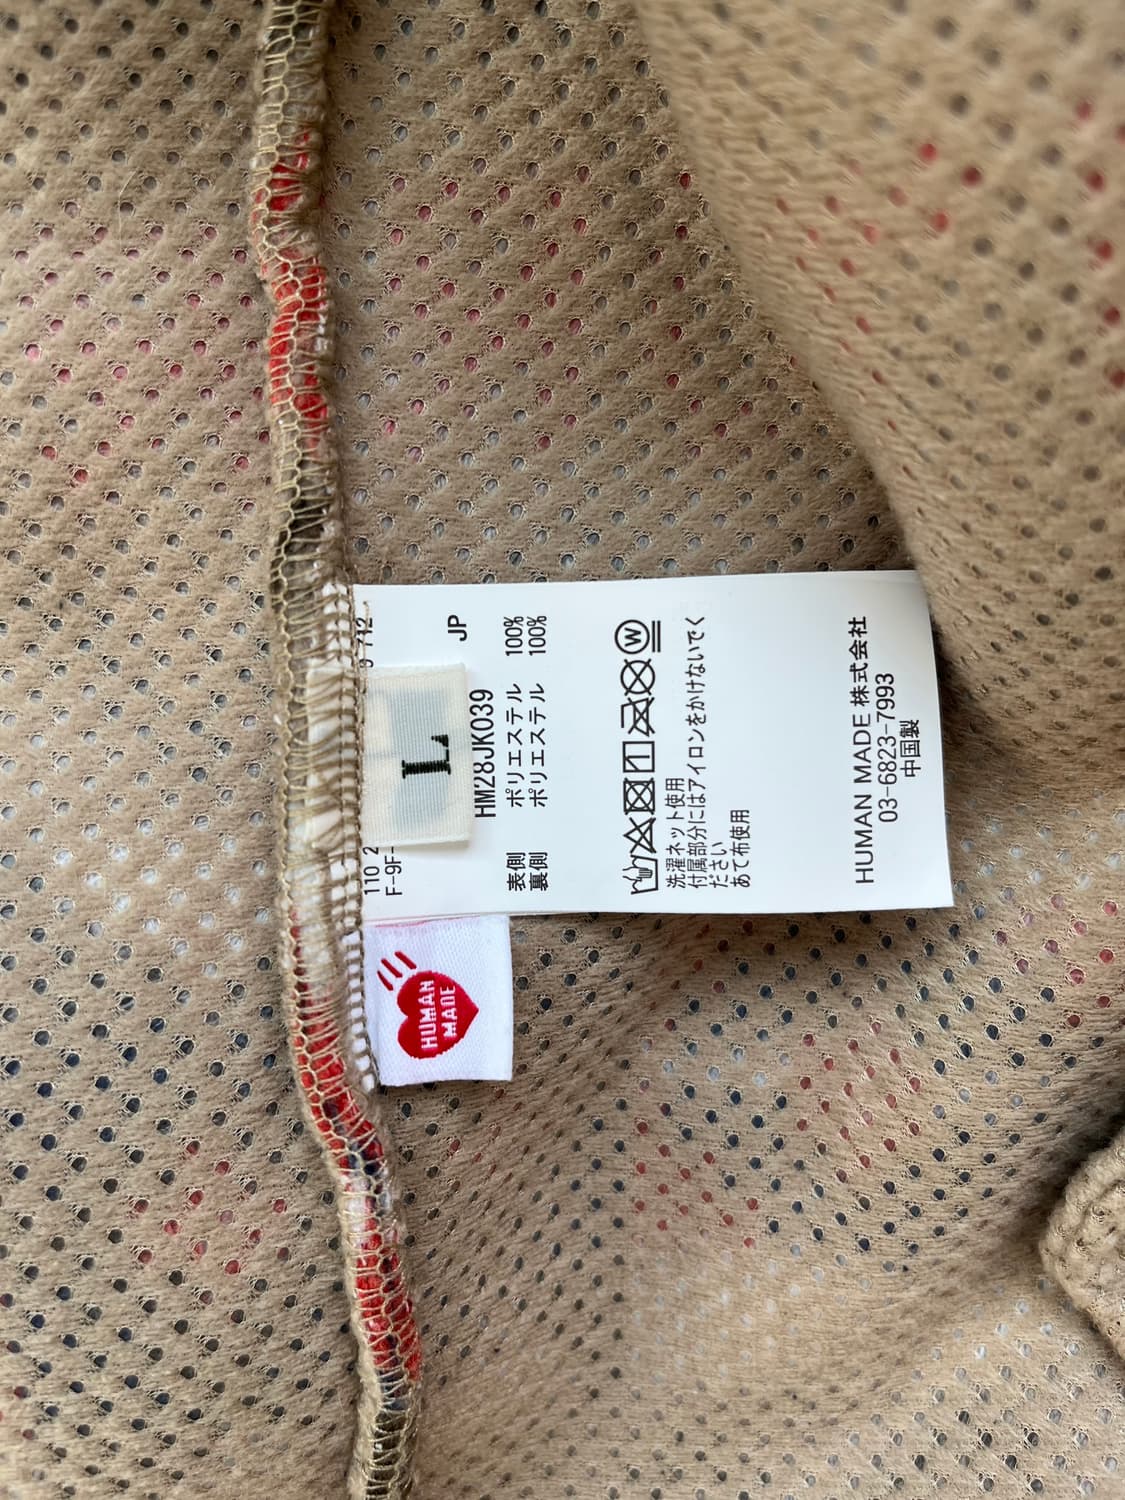 110 2
9 712
F-9F-
L
JP
HM28JK039
表側 ポリエステル 100%
裏側 ポリエステル 100%
W
洗濯ネット使用
付属部分にはアイロンをかけないでく
ださい
あて布使用
HUMAN MADE 株式会社
03-6823-7993
中国製
HUMAN
MADE